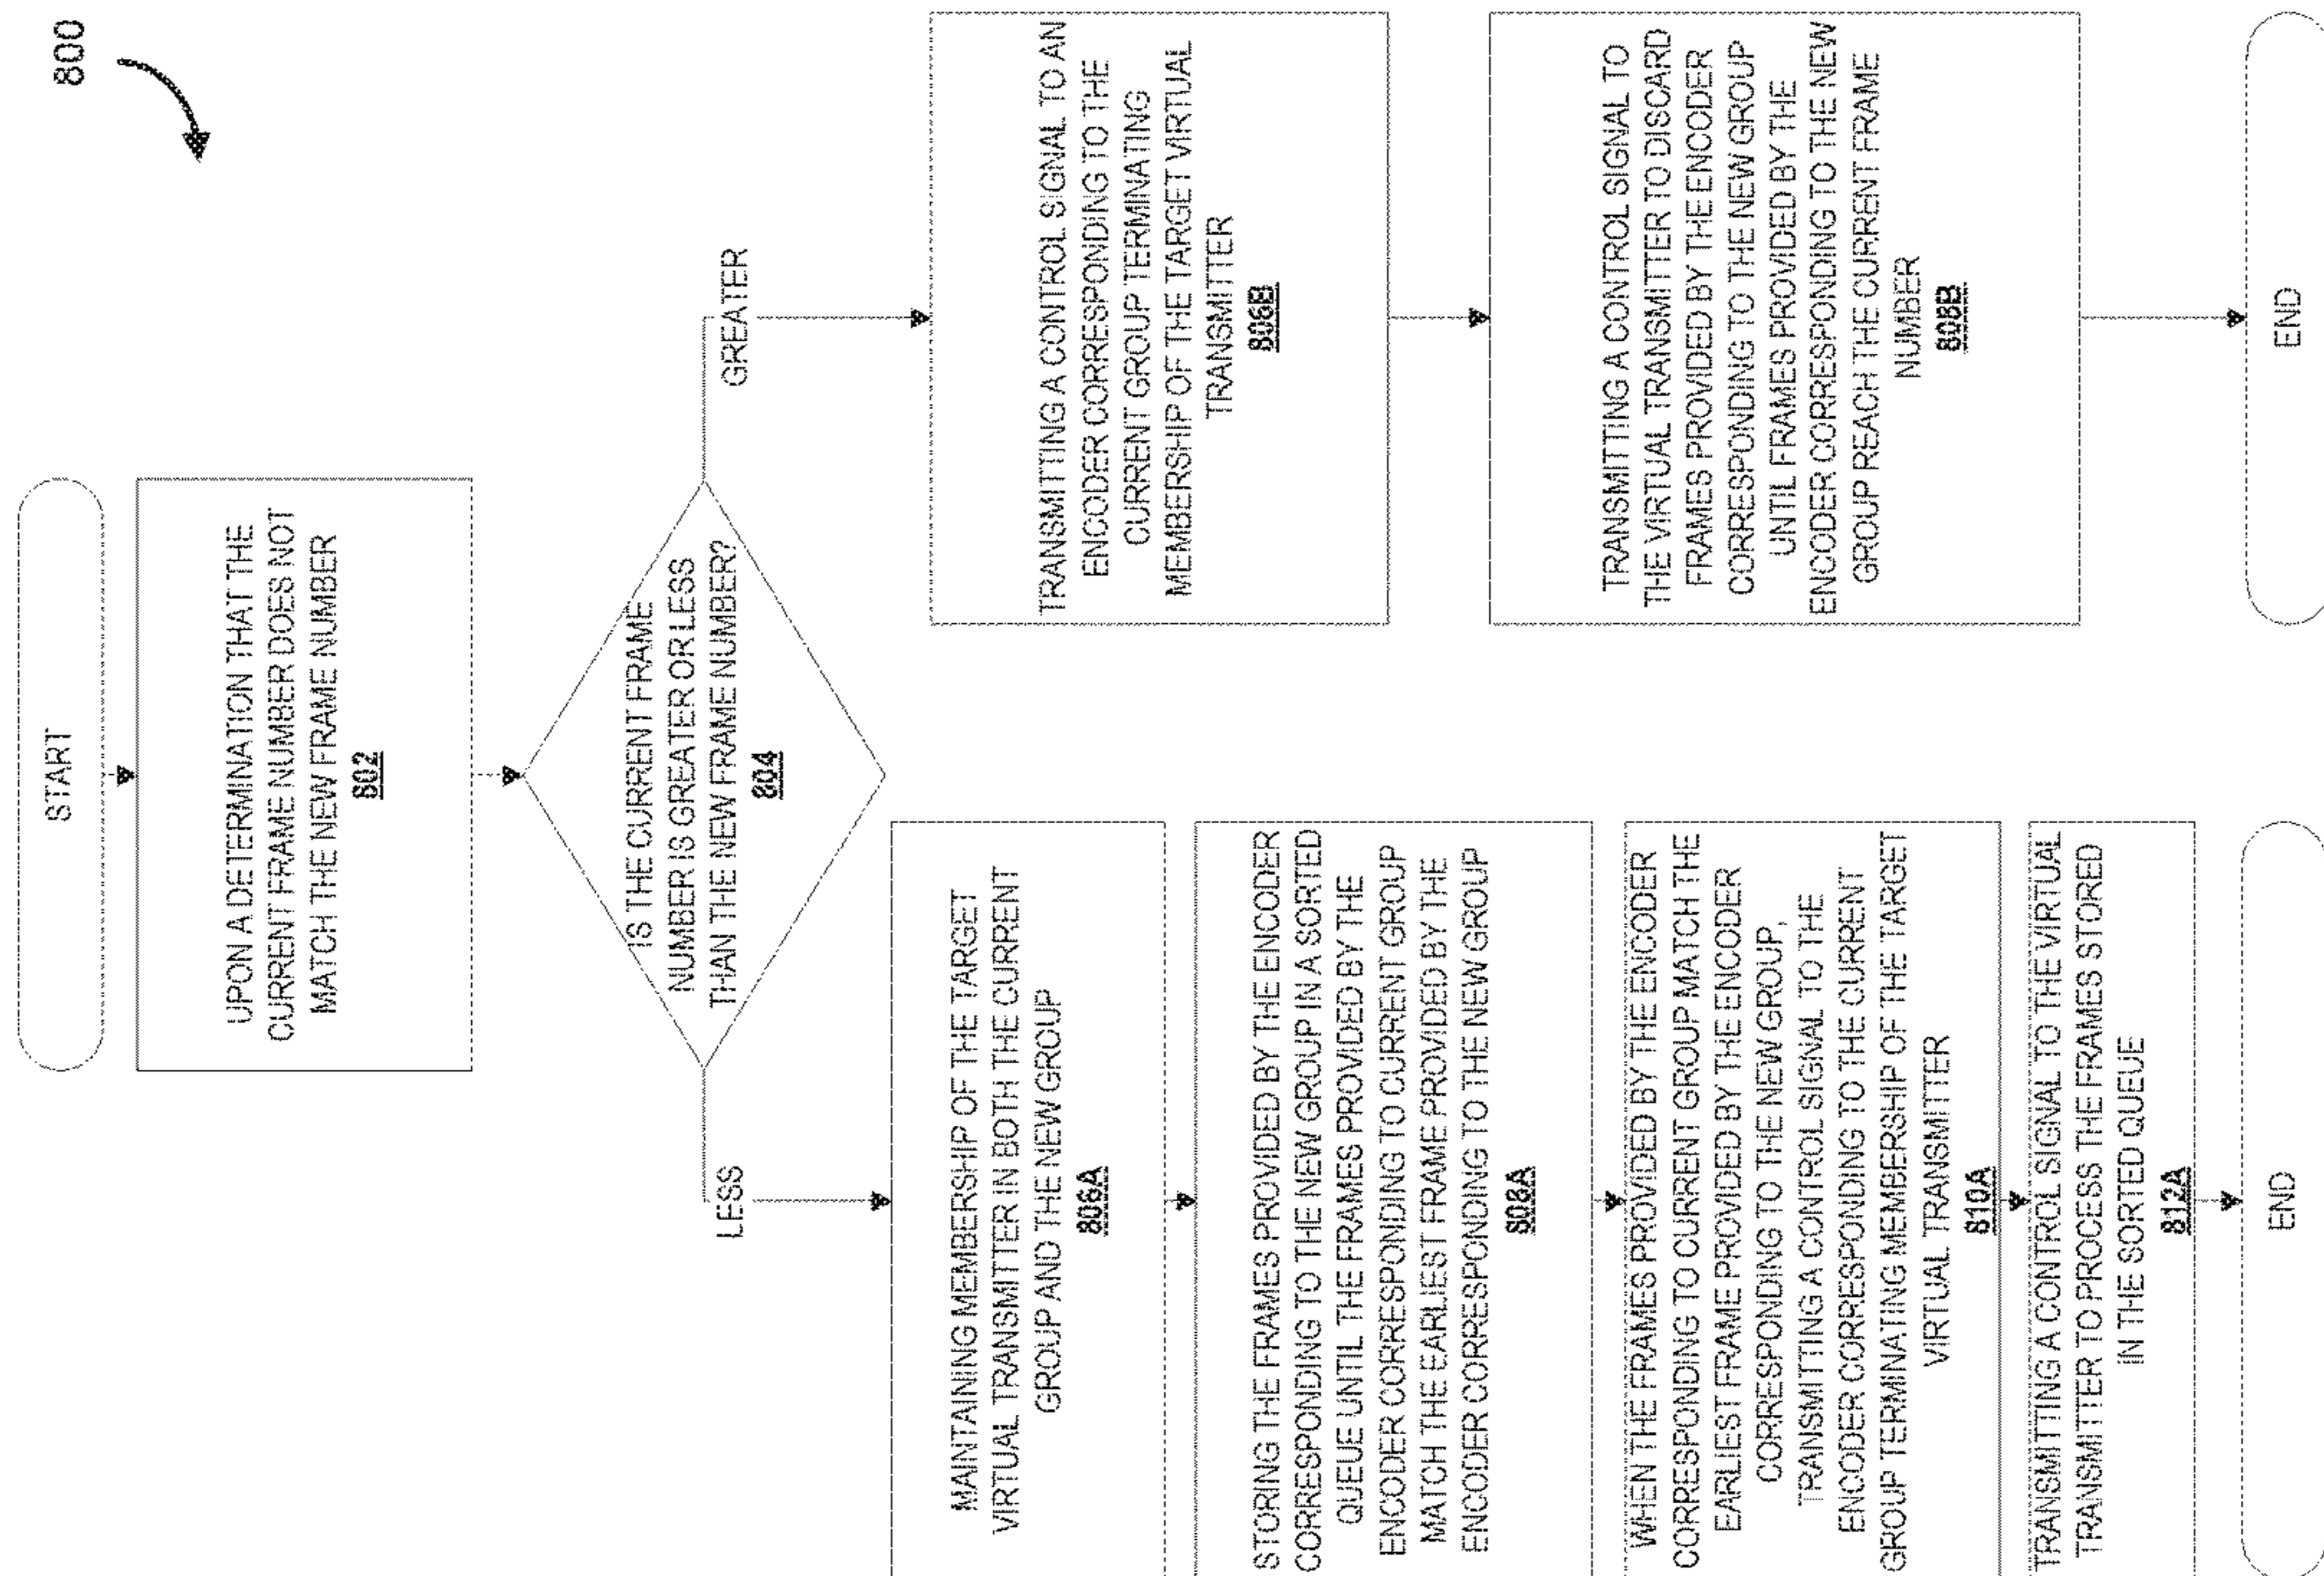 800
START
UPON A DETERMINATION THAT THE
CURRENT FRAME NUMBER DOES NOT
MATCH THE NEW FRAME NUMBER
802
IS THE CURRENT FRAME
NUMBER IS GREATER OR LESS
THAN THE NEW FRAME NUMBER?
804
LESS
MAINTAINING MEMBERSHIP OF THE TARGET
VIRTUAL TRANSMITTER IN BOTH THE CURRENT
GROUP AND THE NEW GROUP
806A
STORING THE FRAMES PROVIDED BY THE ENCODER
CORRESPONDING TO THE NEW GROUP IN A SORTED
QUEUE UNTIL THE FRAMES PROVIDED BY THE
ENCODER CORRESPONDING TO CURRENT GROUP
MATCH THE EARLIEST FRAME PROVIDED BY THE
ENCODER CORRESPONDING TO THE NEW GROUP
808A
WHEN THE FRAMES PROVIDED BY THE ENCODER
CORRESPONDING TO CURRENT GROUP MATCH THE
EARLIEST FRAME PROVIDED BY THE ENCODER
CORRESPONDING TO THE NEW GROUP,
TRANSMITTING A CONTROL SIGNAL TO THE
ENCODER CORRESPONDING TO THE CURRENT
GROUP TERMINATING MEMBERSHIP OF THE TARGET
VIRTUAL TRANSMITTER
810A
TRANSMITTING A CONTROL SIGNAL TO THE VIRTUAL
TRANSMITTER TO PROCESS THE FRAMES STORED
IN THE SORTED QUEUE
812A
END
GREATER
TRANSMITTING A CONTROL SIGNAL TO AN
ENCODER CORRESPONDING TO THE
CURRENT GROUP TERMINATING
MEMBERSHIP OF THE TARGET VIRTUAL
TRANSMITTER
806B
TRANSMITTING A CONTROL SIGNAL TO
THE VIRTUAL TRANSMITTER TO DISCARD
FRAMES PROVIDED BY THE ENCODER
CORRESPONDING TO THE NEW GROUP
UNTIL FRAMES PROVIDED BY THE
ENCODER CORRESPONDING TO THE NEW
GROUP REACH THE CURRENT FRAME
NUMBER
808B
END